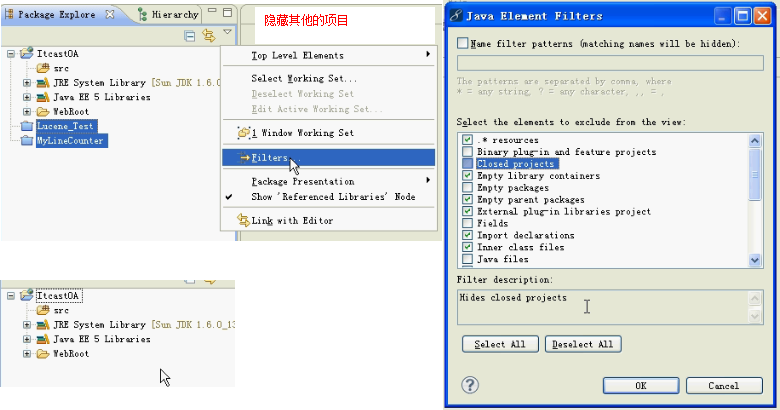 Package Explore
Hierarchy
隐藏其他的项目
ItcastOA
src
JRE System Library [Sun JDK 1.6.0_
Java EE 5 Libraries
WebRoot
Lucene_Test
MyLineCounter
Top Level Elements
Select Working Set...
Deselect Working Set
Edit Active Working Set...
1 Window Working Set
Filters...
Package Presentation
Show 'Referenced Libraries' Node
Link with Editor
ItcastOA
src
JRE System Library [Sun JDK 1.6.0_13
Java EE 5 Libraries
WebRoot
Java Element Filters
Name filter patterns (matching names will be hidden):
The patterns are separated by comma, where
* = any string, ? = any character, ,, = ,
Select the elements to exclude from the view:
.* resources
Binary plug-in and feature projects
Closed projects
Empty library containers
Empty packages
Empty parent packages
External plug-in libraries project
Fields
Import declarations
Inner class files
Java files
Filter description:
Hides closed projects
Select All
Deselect All
OK
Cancel